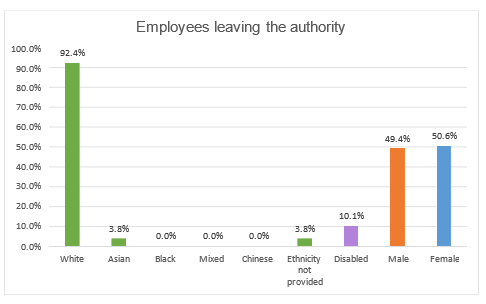 Employees leaving the authority
100.0%
90.0%
80.0%
70.0%
60.0%
50.0%
40.0%
30.0%
20.0%
10.0%
0.0%
92.4%
3.8%
0.0%
0.0%
0.0%
3.8%
10.1%
49.4%
50.6%
White
Asian
Black
Mixed
Chinese
Ethnicity
not
provided
Disabled
Male
Female